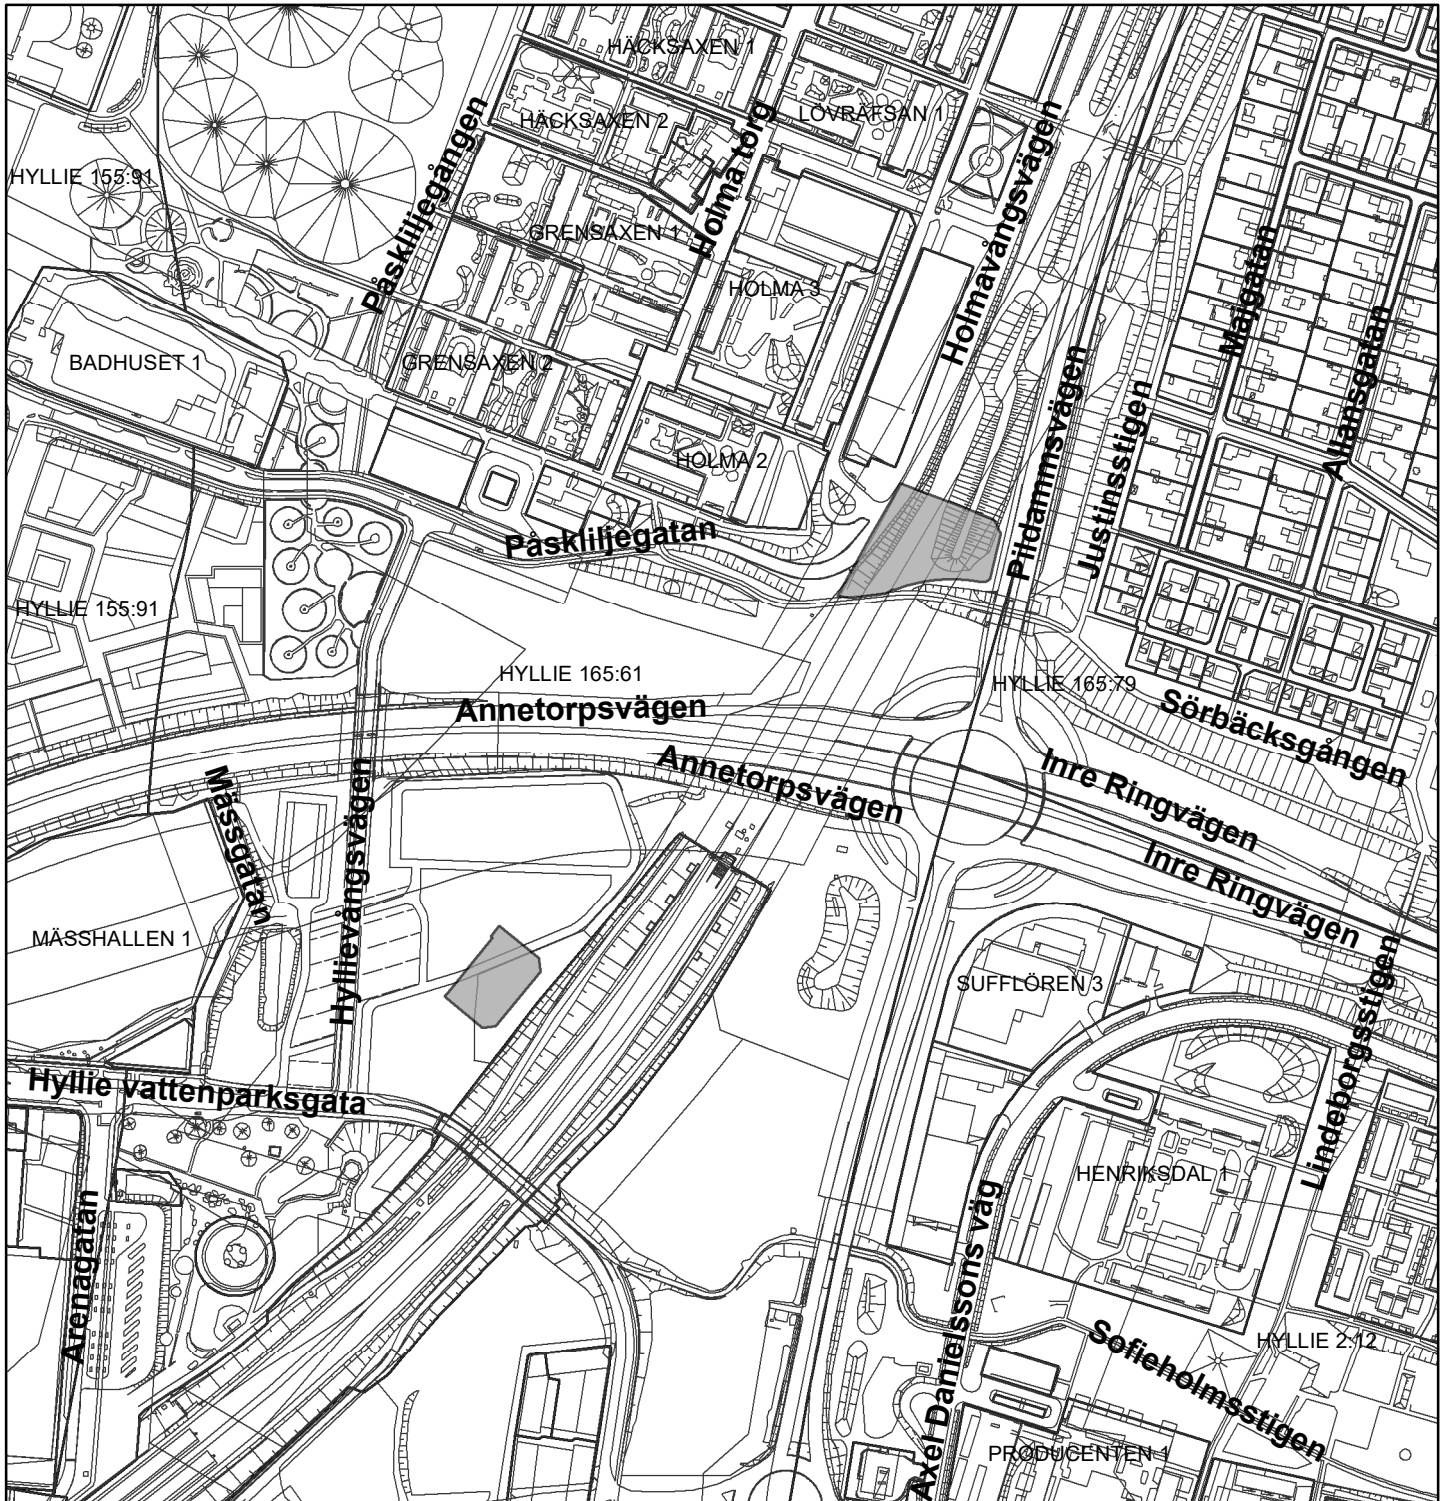 HÄCKSAXEN 1
HÄCKSAXEN 2
LÖVRÄFSAN 1
Påskliljegången
Holma torg
Holmavångsvägen
HYLLIE 155:91
GRENSAXEN 1
HOLMA 3
Majgatan
Allansgatan
BADHUSET 1
GRENSAXEN 2
Pildammsvägen
Justinsstigen
HOLMA 2
Påskliljegatan
HYLLIE 155:91
HYLLIE 165:61
HYLLIE 165:79
Annetorpsvägen
Sörbäcksgången
Annetorpsvägen
Inre Ringvägen
Mässgatan
Hyllievångsvägen
Inre Ringvägen
MÄSSHALLEN 1
SUFFLÖREN 3
Lindeborgsstigen
Hyllie vattenparksgata
HENRIKSDAL 1
Arenagatan
Axel Danielssons väg
Sofieholmsstigen
HYLLIE 2:12
PRODUCENTEN 1